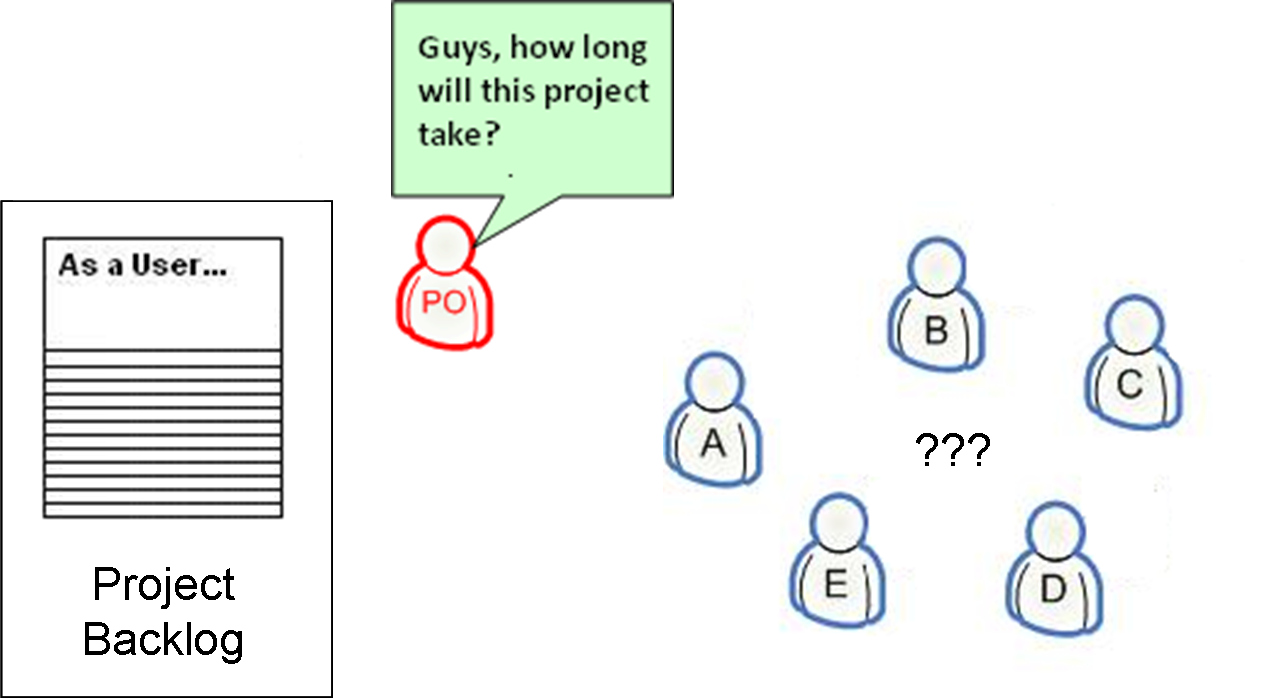 Guys, how long
will this project
take?
.
As a User...
PO
B
C
A
???
E
D
Project
Backlog